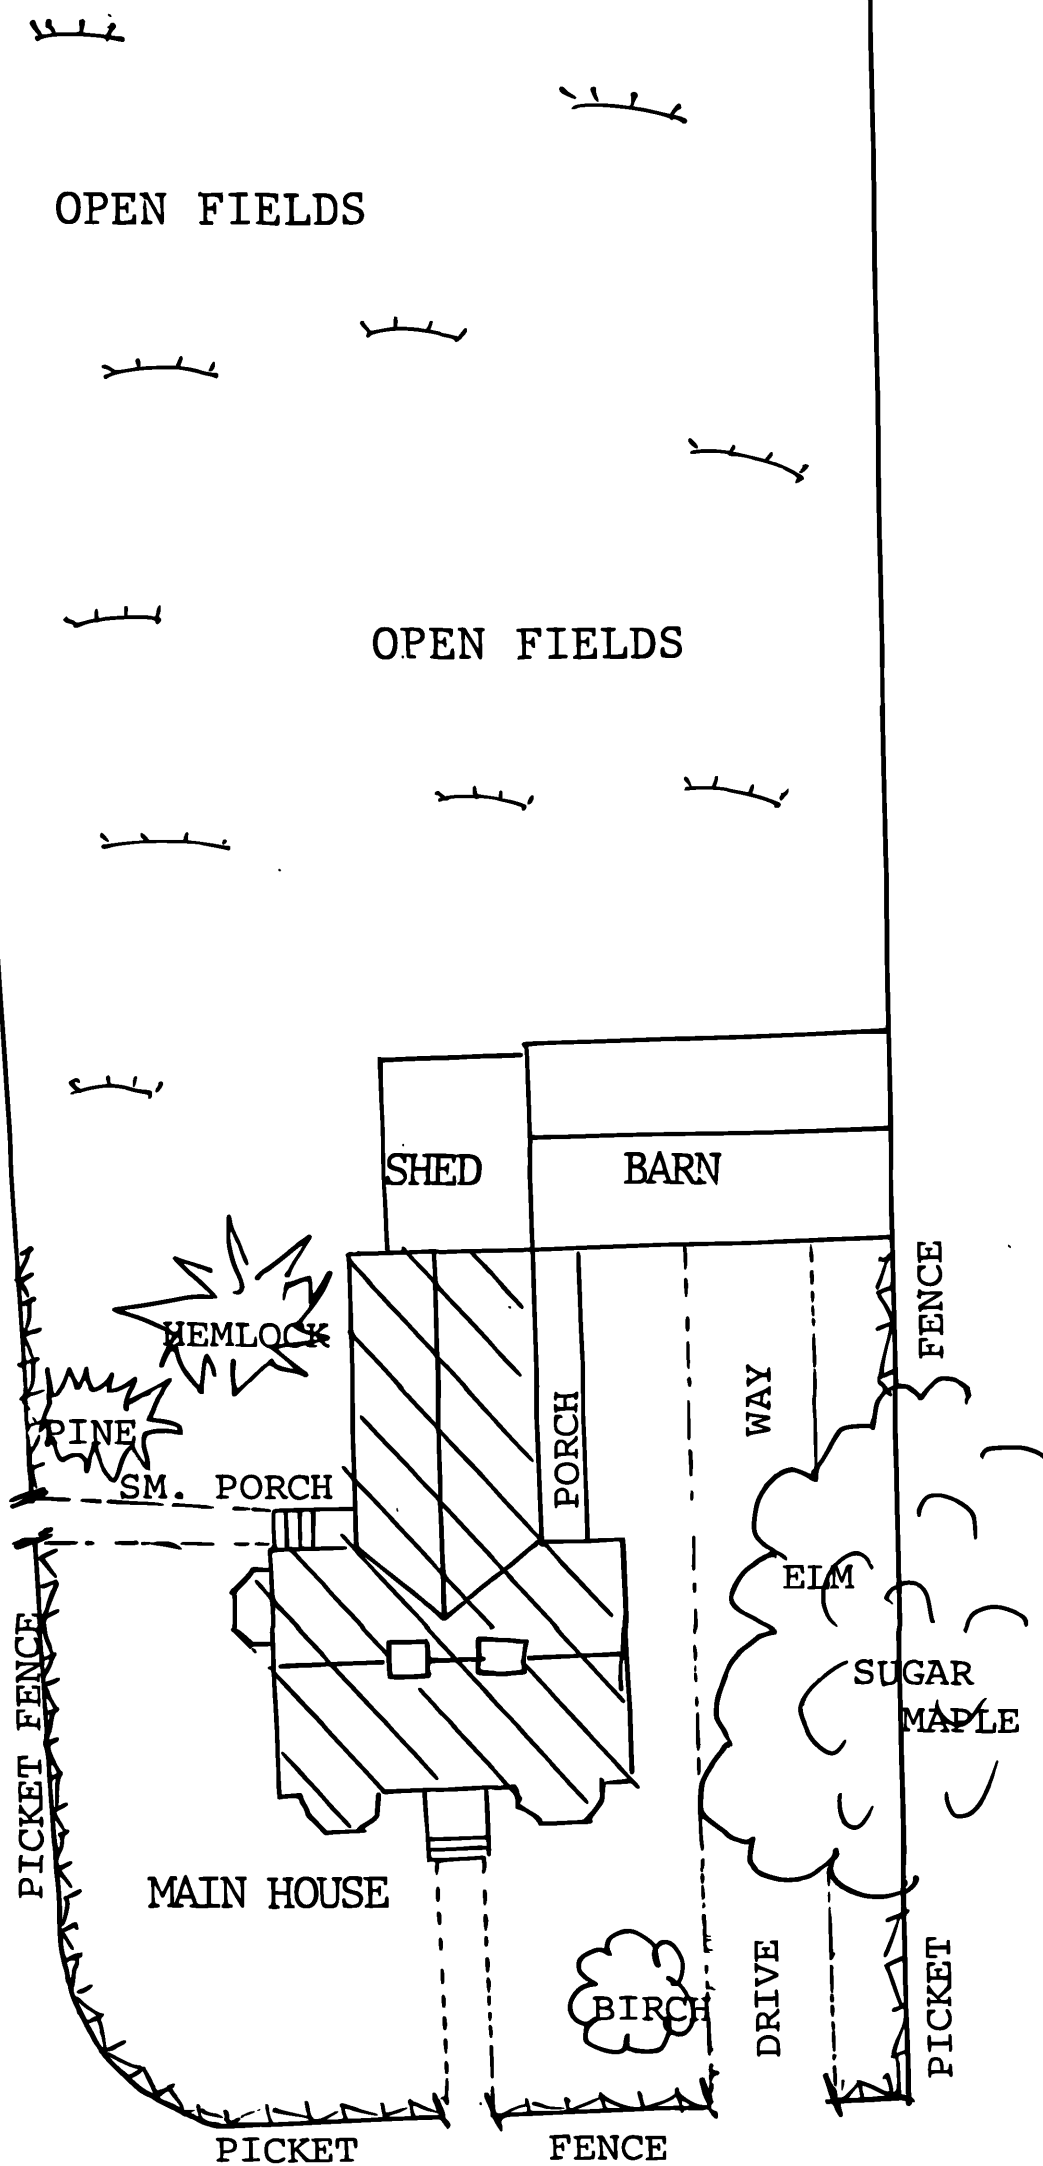 OPEN FIELDS
OPEN FIELDS
SHED
BARN
FENCE
HEMLOCK
PINE
WAY
PORCH
SM. PORCH
ELM
SUGAR
MAPLE
PICKET FENCE
MAIN HOUSE
BIRCH
DRIVE
PICKET
PICKET
FENCE